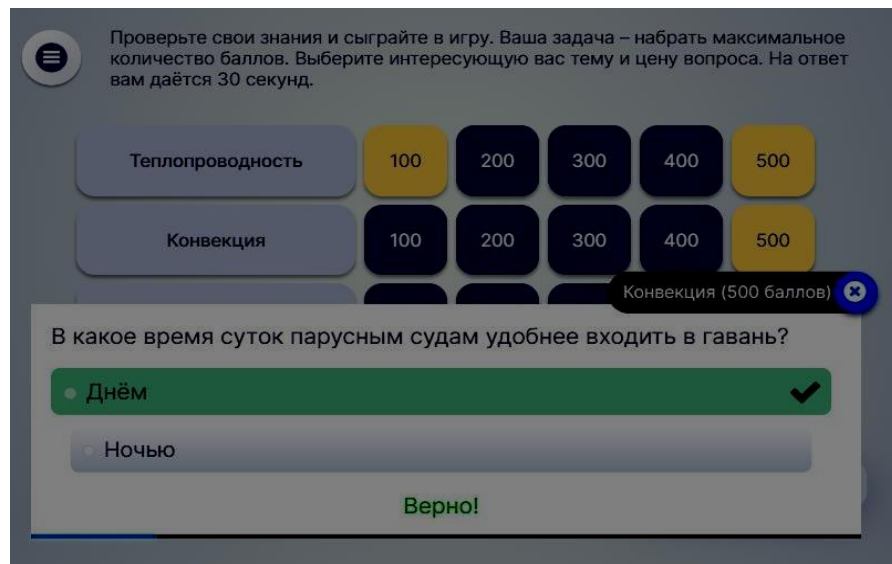 Проверьте свои знания и сыграйте в игру. Ваша задача – набрать максимальное
количество баллов. Выберите интересующую вас тему и цену вопроса. На ответ
вам даётся 30 секунд.
Теплопроводность 100 200 300 400 500
Конвекция 100 200 300 400 500
Конвекция (500 баллов)
В какое время суток парусным судам удобнее входить в гавань?
Днём
Ночью
Верно!